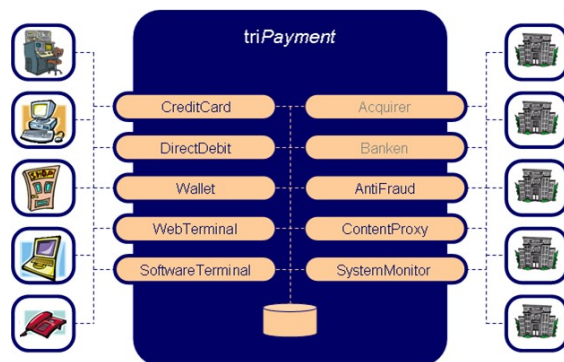 triPayment
CreditCard
Acquirer
DirectDebit
Banken
Wallet
AntiFraud
WebTerminal
ContentProxy
SoftwareTerminal
SystemMonitor